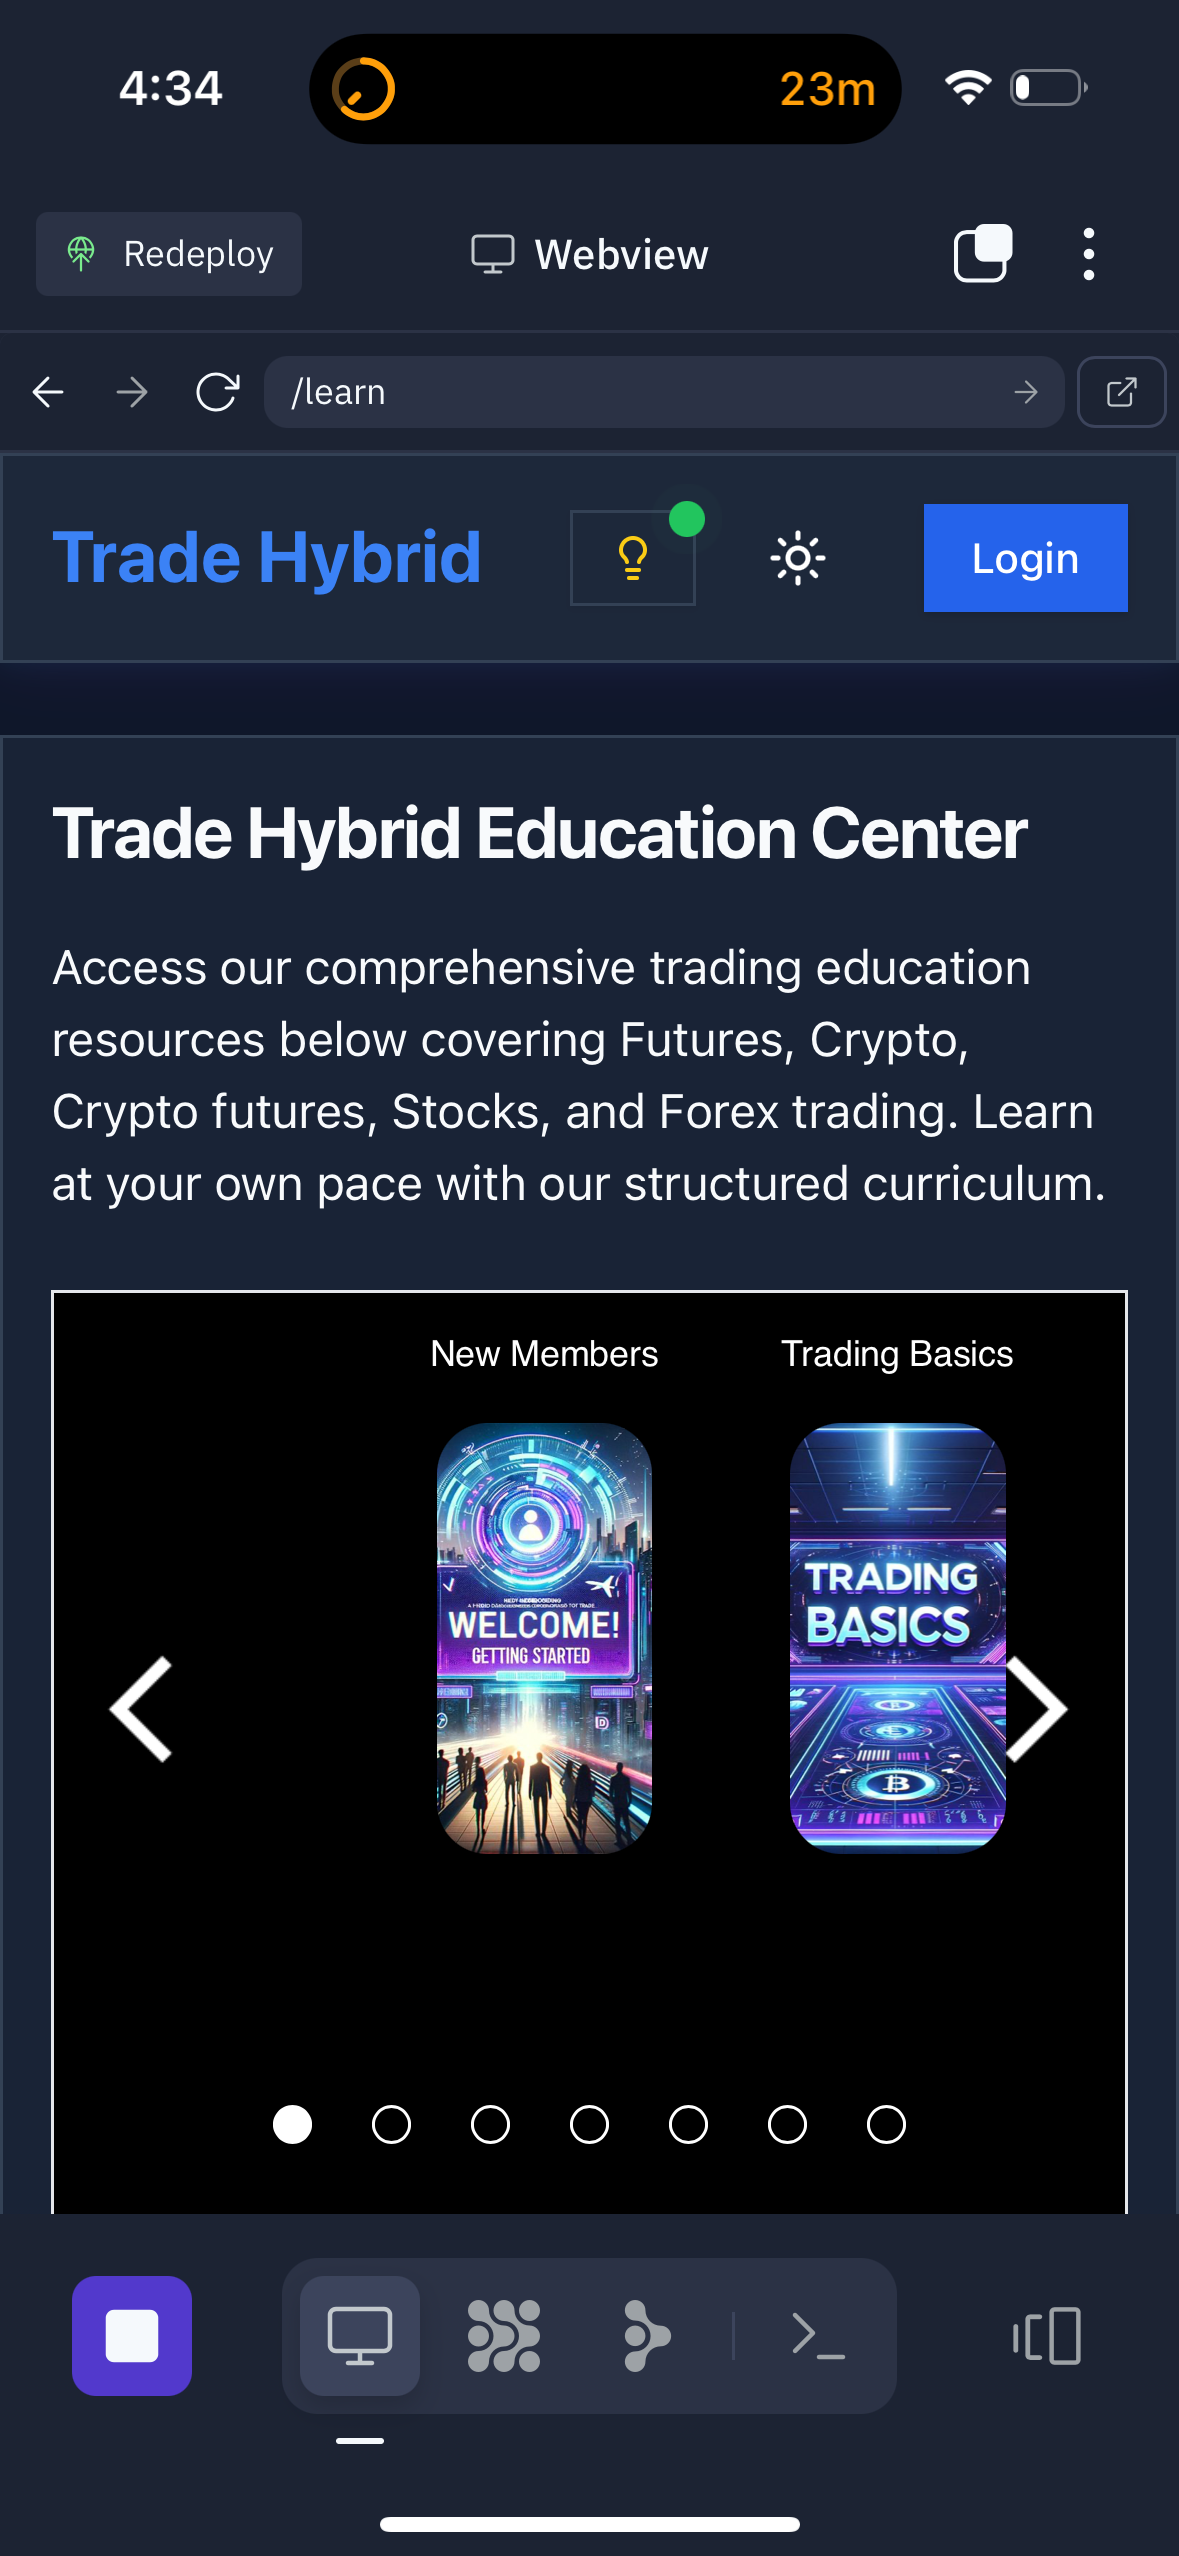 4:34
23m
Redeploy
Webview
/learn
Trade Hybrid
Login
Trade Hybrid Education Center
Access our comprehensive trading education
resources below covering Futures, Crypto,
Crypto futures, Stocks, and Forex trading. Learn
at your own pace with our structured curriculum.
New Members
Trading Basics
WELCOME!
GETTING STARTED
TRADING
BASICS